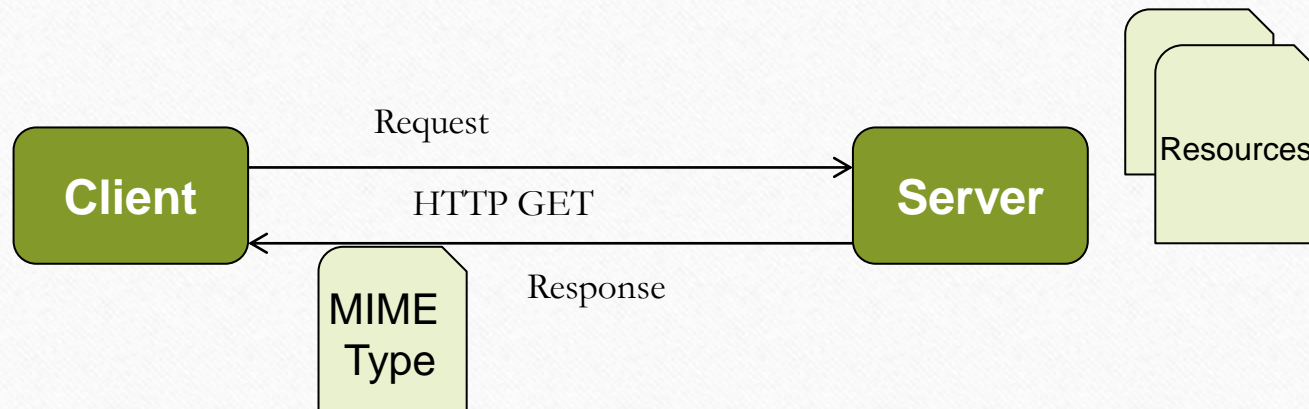 Request
Client
HTTP GET
Server
Resources
Response
MIME
Type